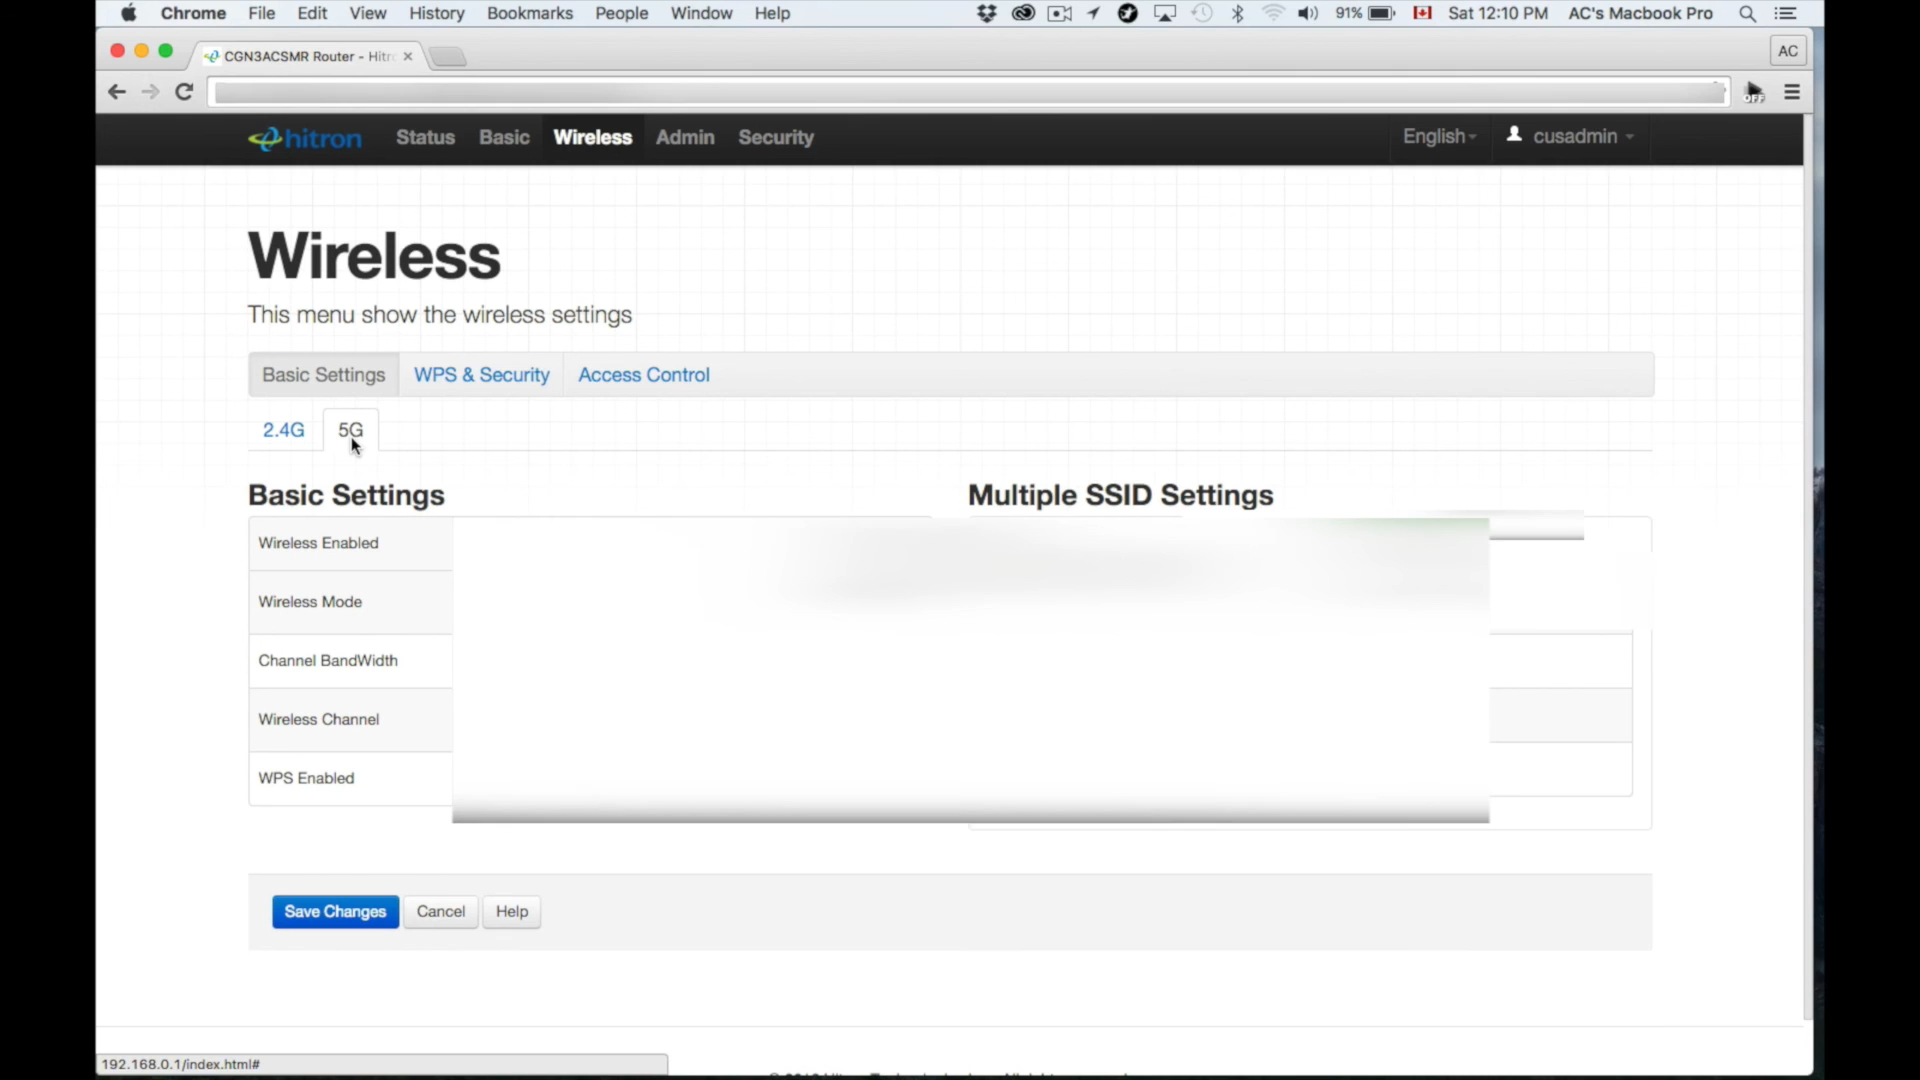 Chrome File Edit View History Bookmarks People Window Help 91% Sat 12:10 PM AC's Macbook Pro
CGN3ACSMR Router - Hitr
AC
OFF
hitron Status Basic Wireless Admin Security English cusadmin
Wireless
This menu show the wireless settings
Basic Settings WPS & Security Access Control
2.4G 5G
Basic Settings Multiple SSID Settings
Wireless Enabled
Wireless Mode
Channel BandWidth
Wireless Channel
WPS Enabled
Save Changes Cancel Help
192.168.0.1/index.html#